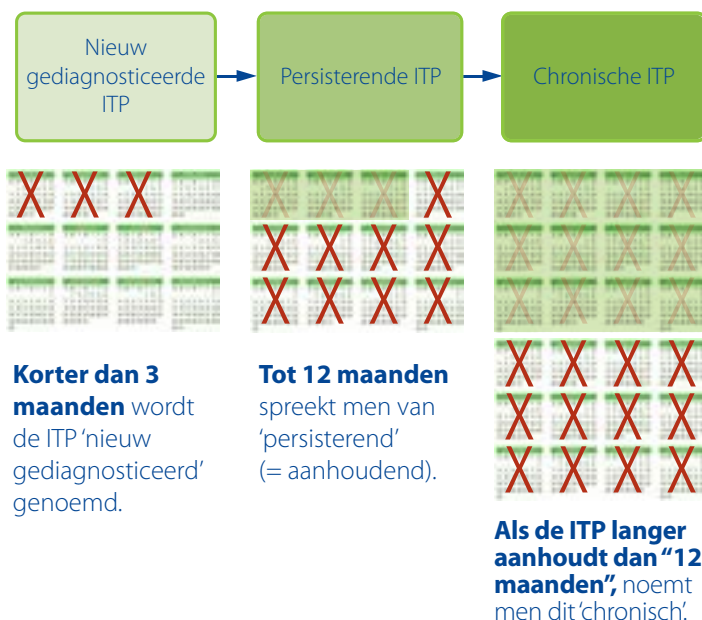 Nieuw
gediagnosticeerde
ITP
Persisterende ITP
Chronische ITP
Korter dan 3
maanden wordt
de ITP ‘nieuw
gediagnosticeerd’
genoemd.
Tot 12 maanden
spreekt men van
‘persisterend’
(= aanhoudend).
Als de ITP langer
aanhoudt dan “12
maanden”, noemt
men dit ‘chronisch’.